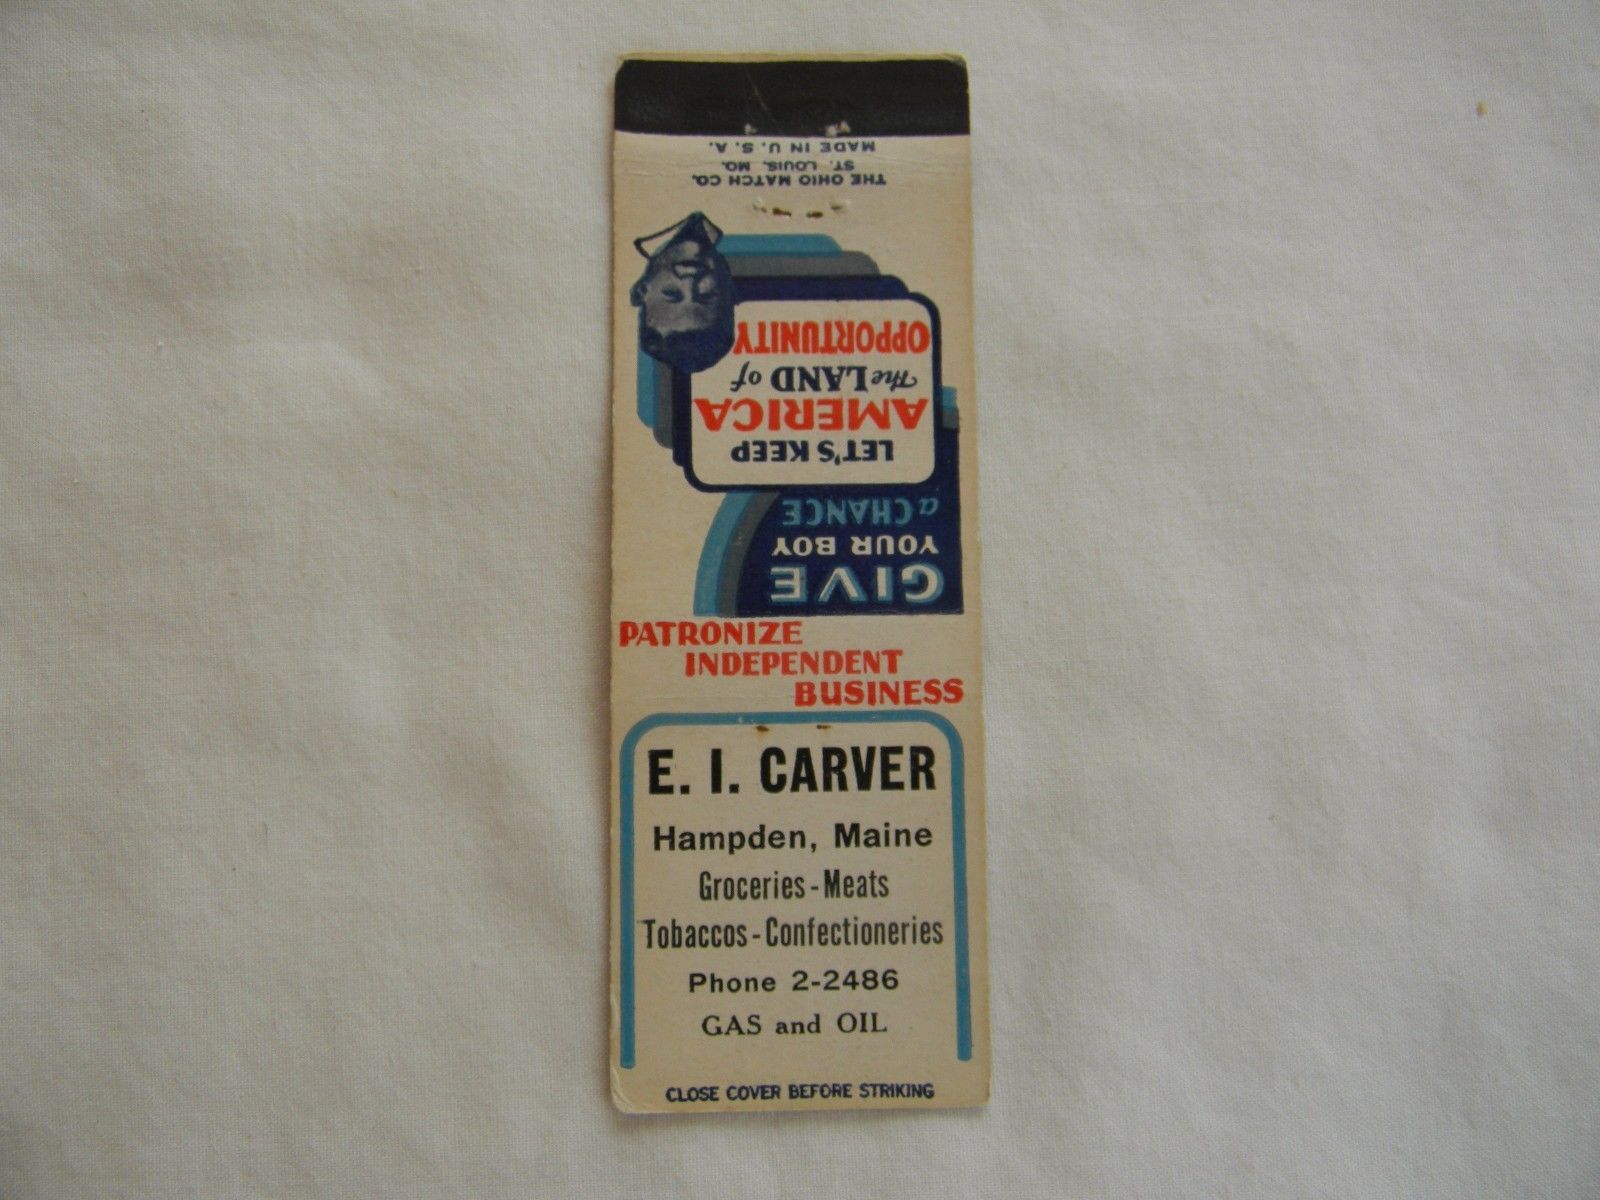 MADE IN U. S. A.
ST. LOUIS, MO.
THE OHIO MATCH CO.
GIVE
YOUR BOY
a CHANCE
LET'S KEEP
AMERICA
The LAND of
OPPORTUNITY
PATRONIZE
INDEPENDENT
BUSINESS
E. I. CARVER
Hampden, Maine
Groceries - Meats
Tobaccos - Confectioneries
Phone 2-2486
GAS and OIL
CLOSE COVER BEFORE STRIKING